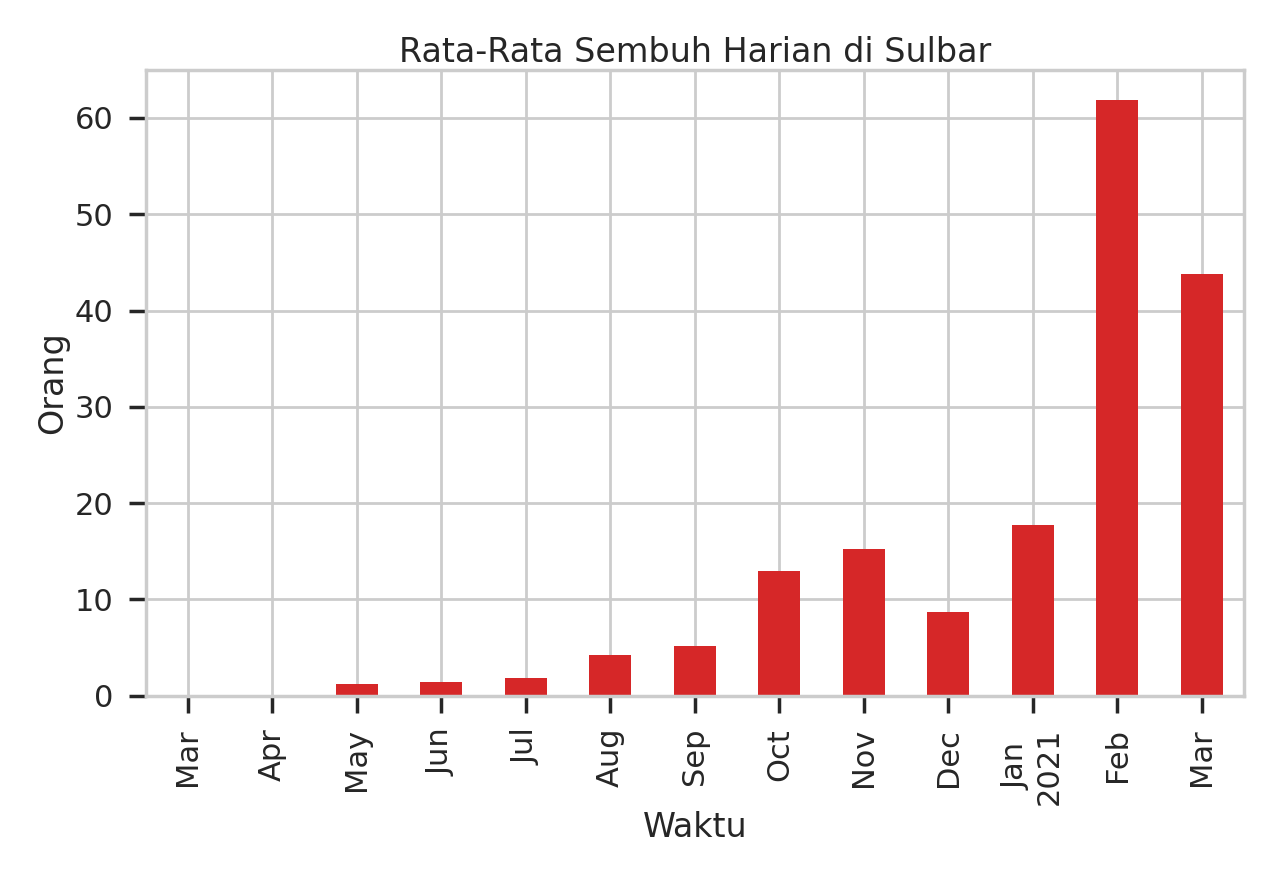 Rata-Rata Sembuh Harian di Sulbar
60
50
40
30
20
10
0
Orang
Mar
Apr
May
Jun
Jul
Aug
Sep
Oct
Nov
Dec
Jan
2021
Feb
Mar
Waktu